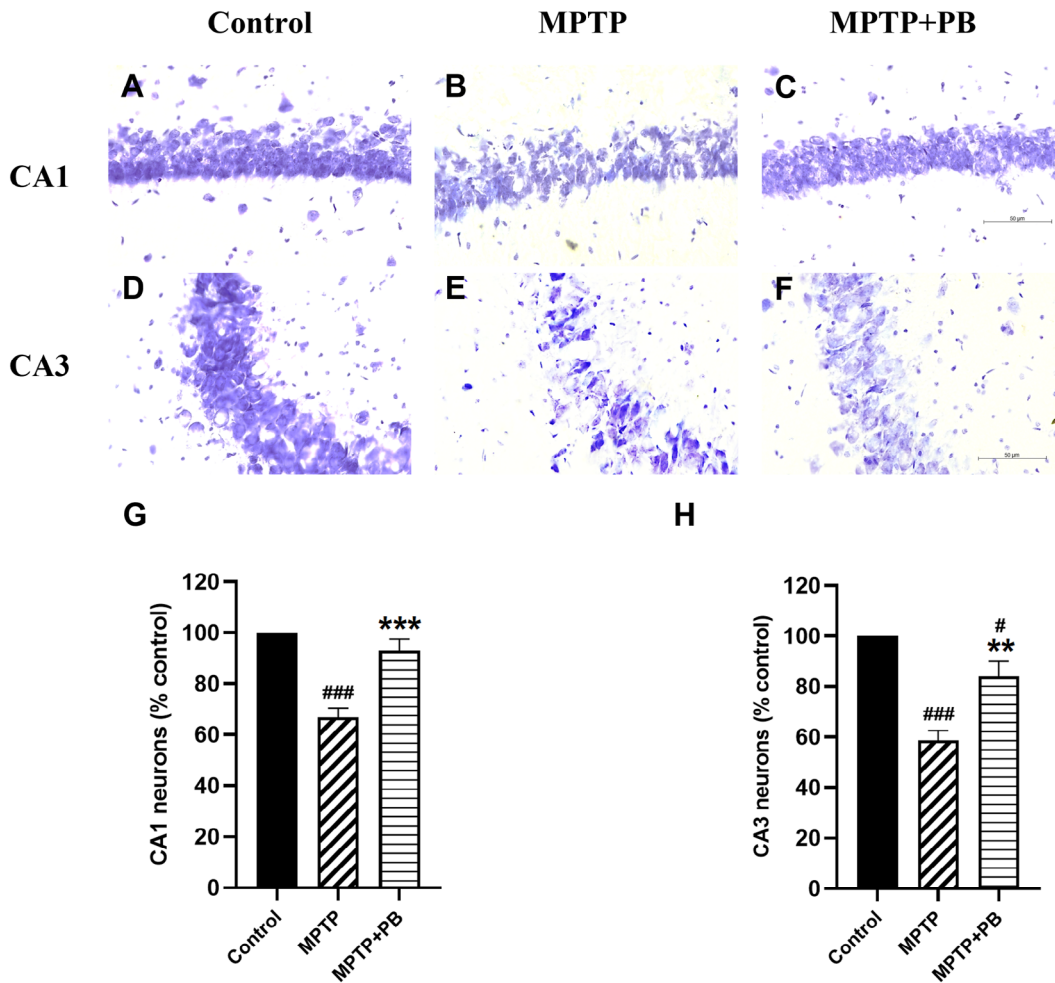 Control MPTP MPTP+PB
A B C
CA1
50 µm
D E F
CA3
50 µm
G H
CA1 neurons (% control)
120
100
80
60
40
20
0
###
***
Control MPTP MPTP+PB
CA3 neurons (% control)
120
100
80
60
40
20
0
###
#
**
Control MPTP MPTP+PB